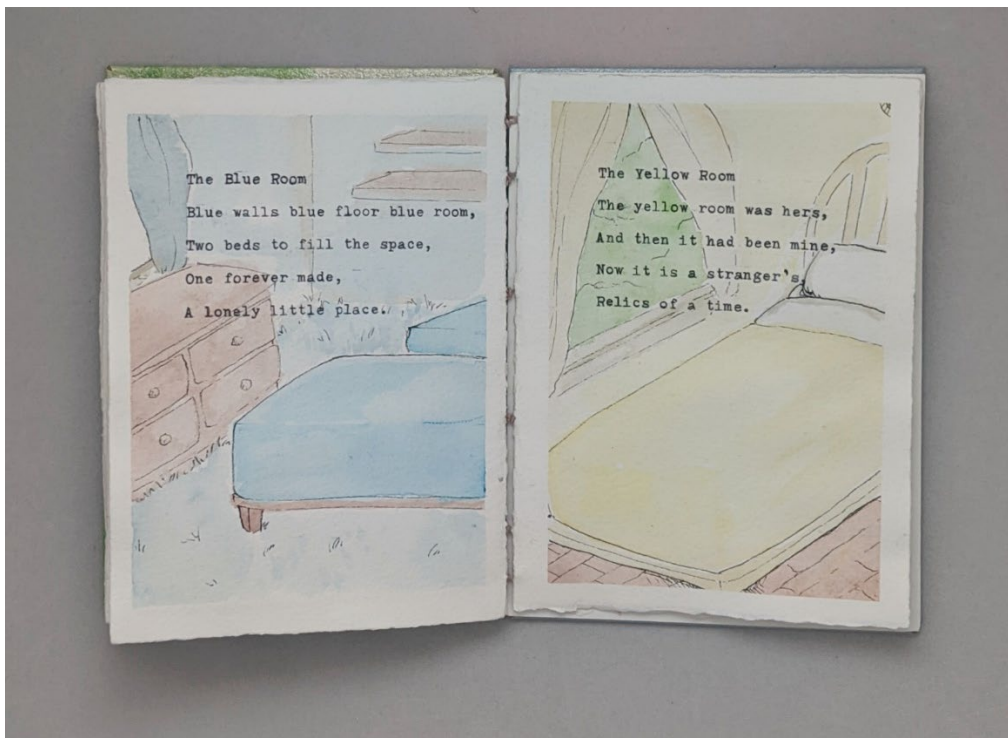 The Blue Room
Blue walls blue floor blue room,
Two beds to fill the space,
One forever made,
A lonely little place.
The Yellow Room
The yellow room was hers,
And then it had been mine,
Now it is a stranger's,
Relics of a time.